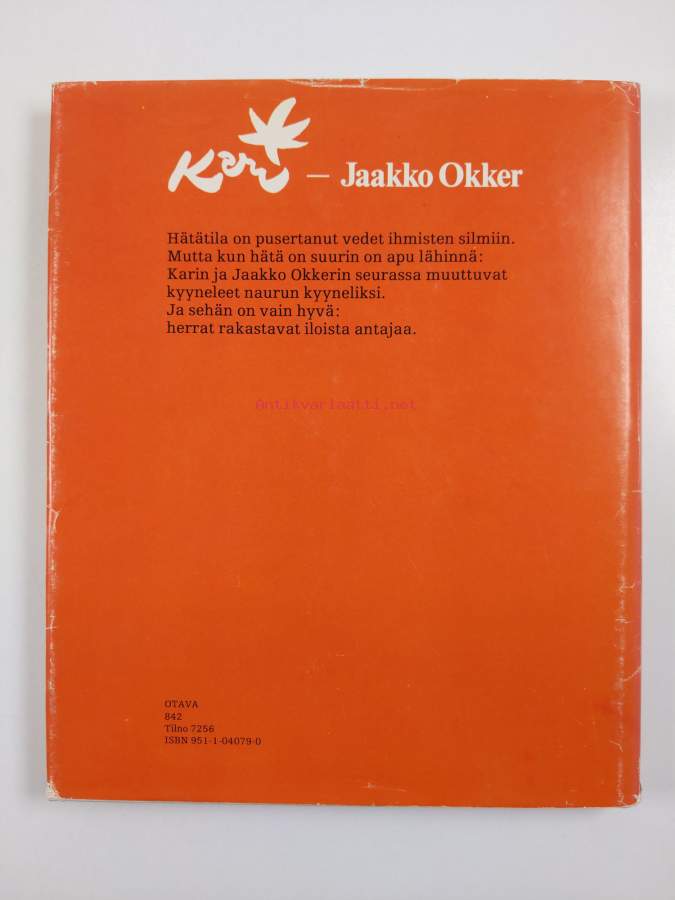 Kari – Jaakko Okker
Hätätila on pusertanut vedet ihmisten silmiin.
Mutta kun hätä on suurin on apu lähinnä:
Karin ja Jaakko Okkerin seurassa muuttuvat
kyyneleet naurun kyyneliksi.
Ja sehän on vain hyvä:
herrat rakastavat iloista antajaa.
Antikvariaatti.net
OTAVA
842
Tilno 7256
ISBN 951-1-04079-0